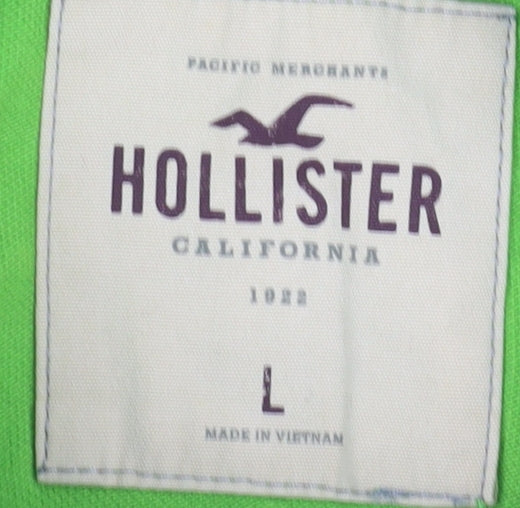 PACIFIC MERCHANTS
HOLLISTER
CALIFORNIA
1922
L
MADE IN VIETNAM